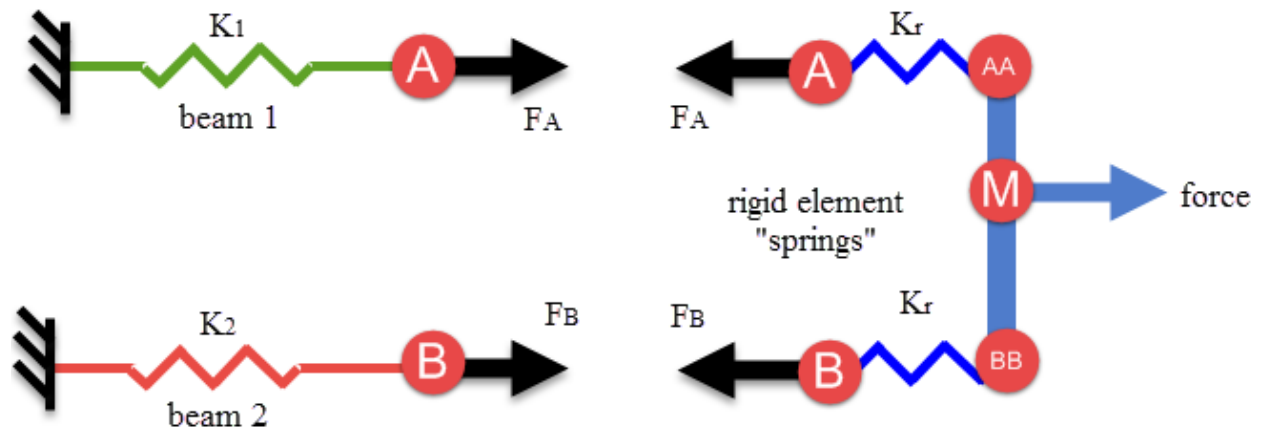 K1
A
beam 1
FA
Kr
A
AA
FA
M
rigid element
"springs"
force
K2
B
FB
beam 2
FB
Kr
B
BB